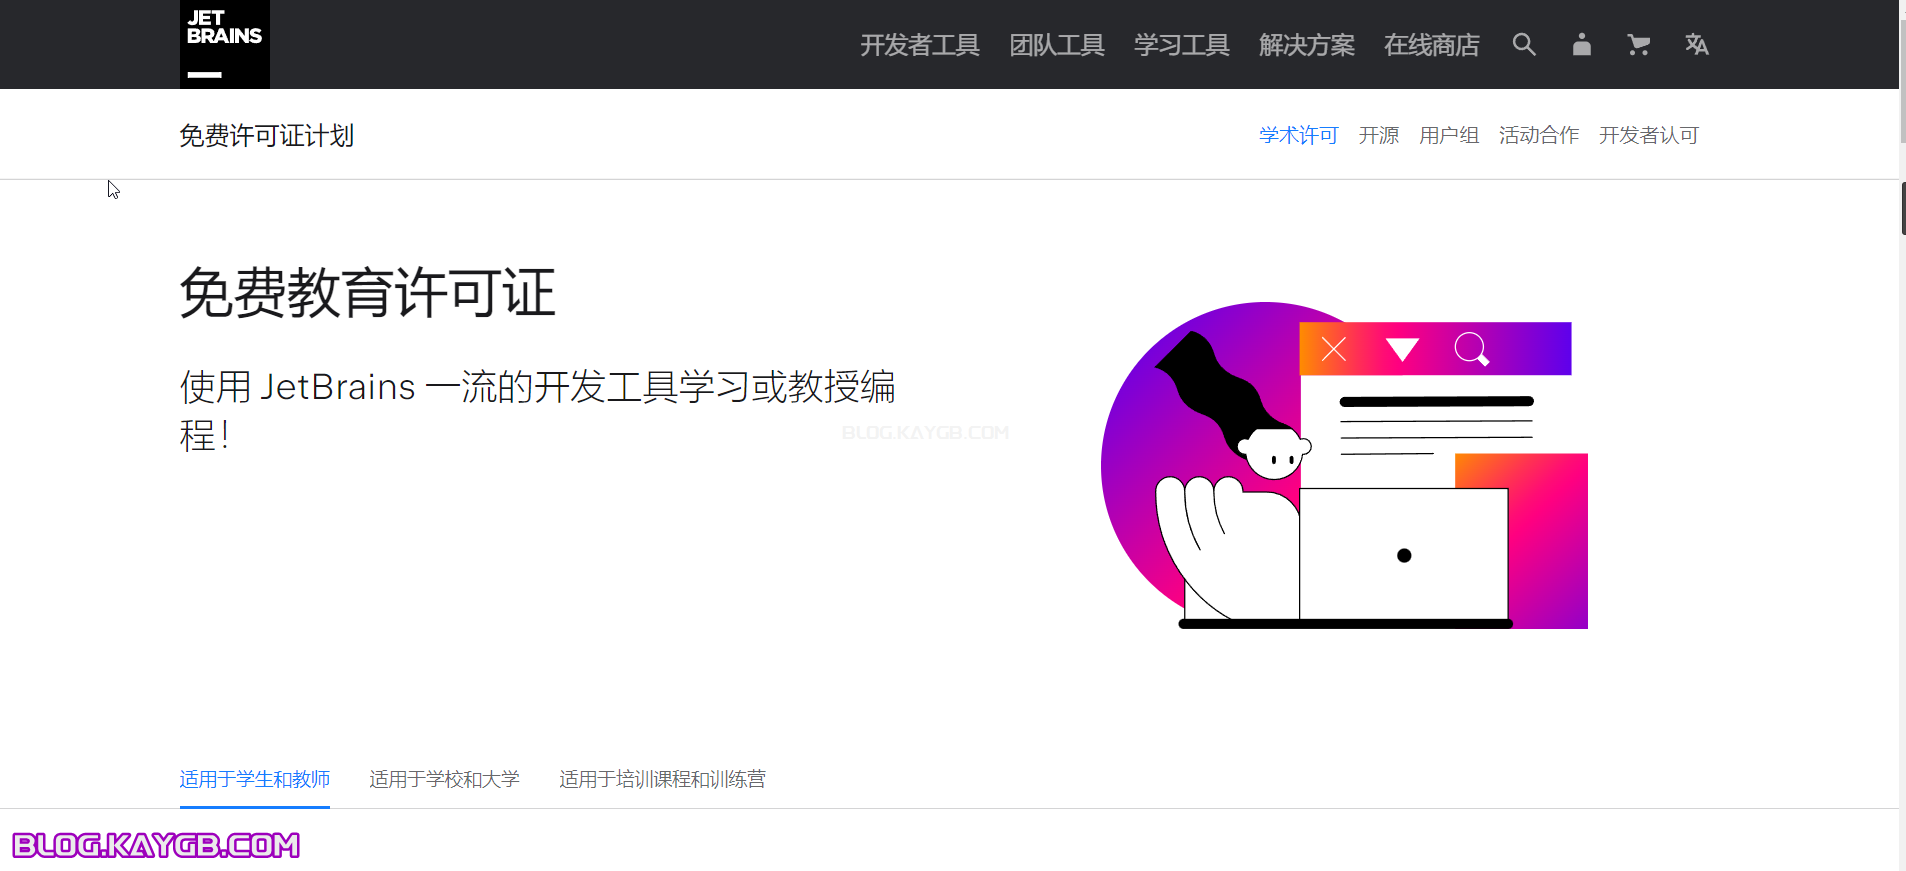 JET
BRAINS
开发者工具 团队工具 学习工具 解决方案 在线商店
免费许可证计划
学术许可 开源 用户组 活动合作 开发者认可
免费教育许可证
使用 JetBrains 一流的开发工具学习或教授编
程！
BLOG.KAYGB.COM
适用于学生和教师 适用于学校和大学 适用于培训课程和训练营
BLOG.KAYGB.COM